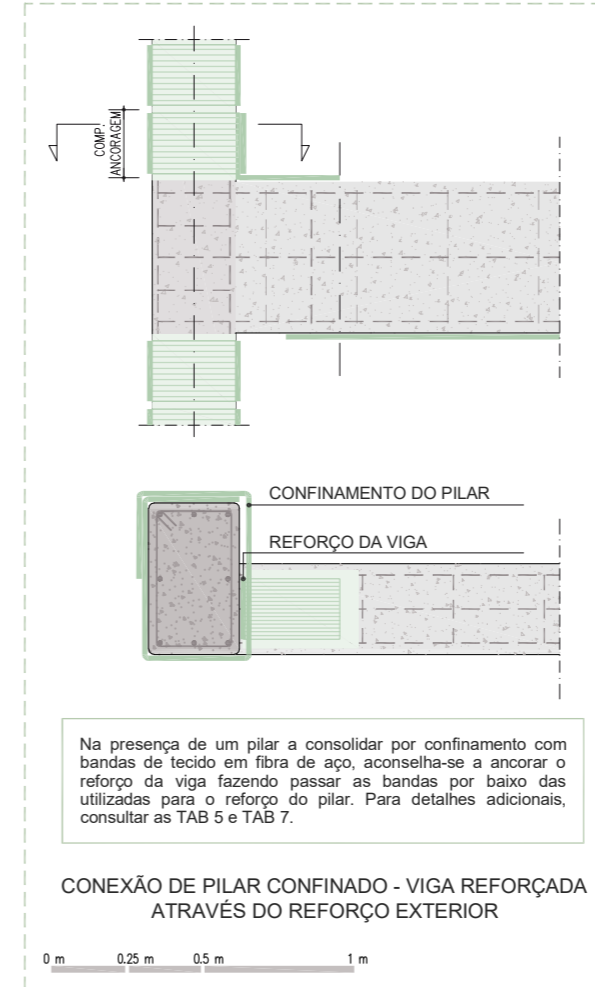 COMP.
ANCORAGEM
CONFINAMENTO DO PILAR
REFORÇO DA VIGA
Na presença de um pilar a consolidar por confinamento com
bandas de tecido em fibra de aço, aconselha-se a ancorar o
reforço da viga fazendo passar as bandas por baixo das
utilizadas para o reforço do pilar. Para detalhes adicionais,
consultar as TAB 5 e TAB 7.
CONEXÃO DE PILAR CONFINADO - VIGA REFORÇADA
ATRAVÉS DO REFORÇO EXTERIOR
0 m 0.25 m 0.5 m 1 m